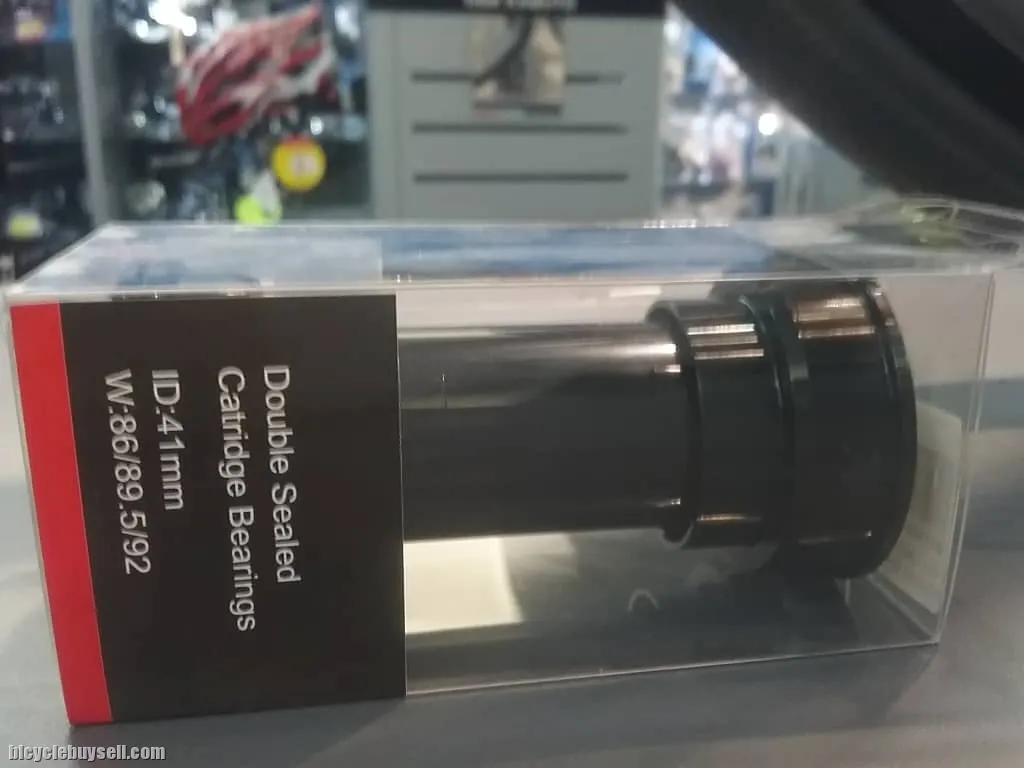 Double Sealed
Catridge Bearings
ID:41mm
W:86/89.5/92
bicyclebuysell.com